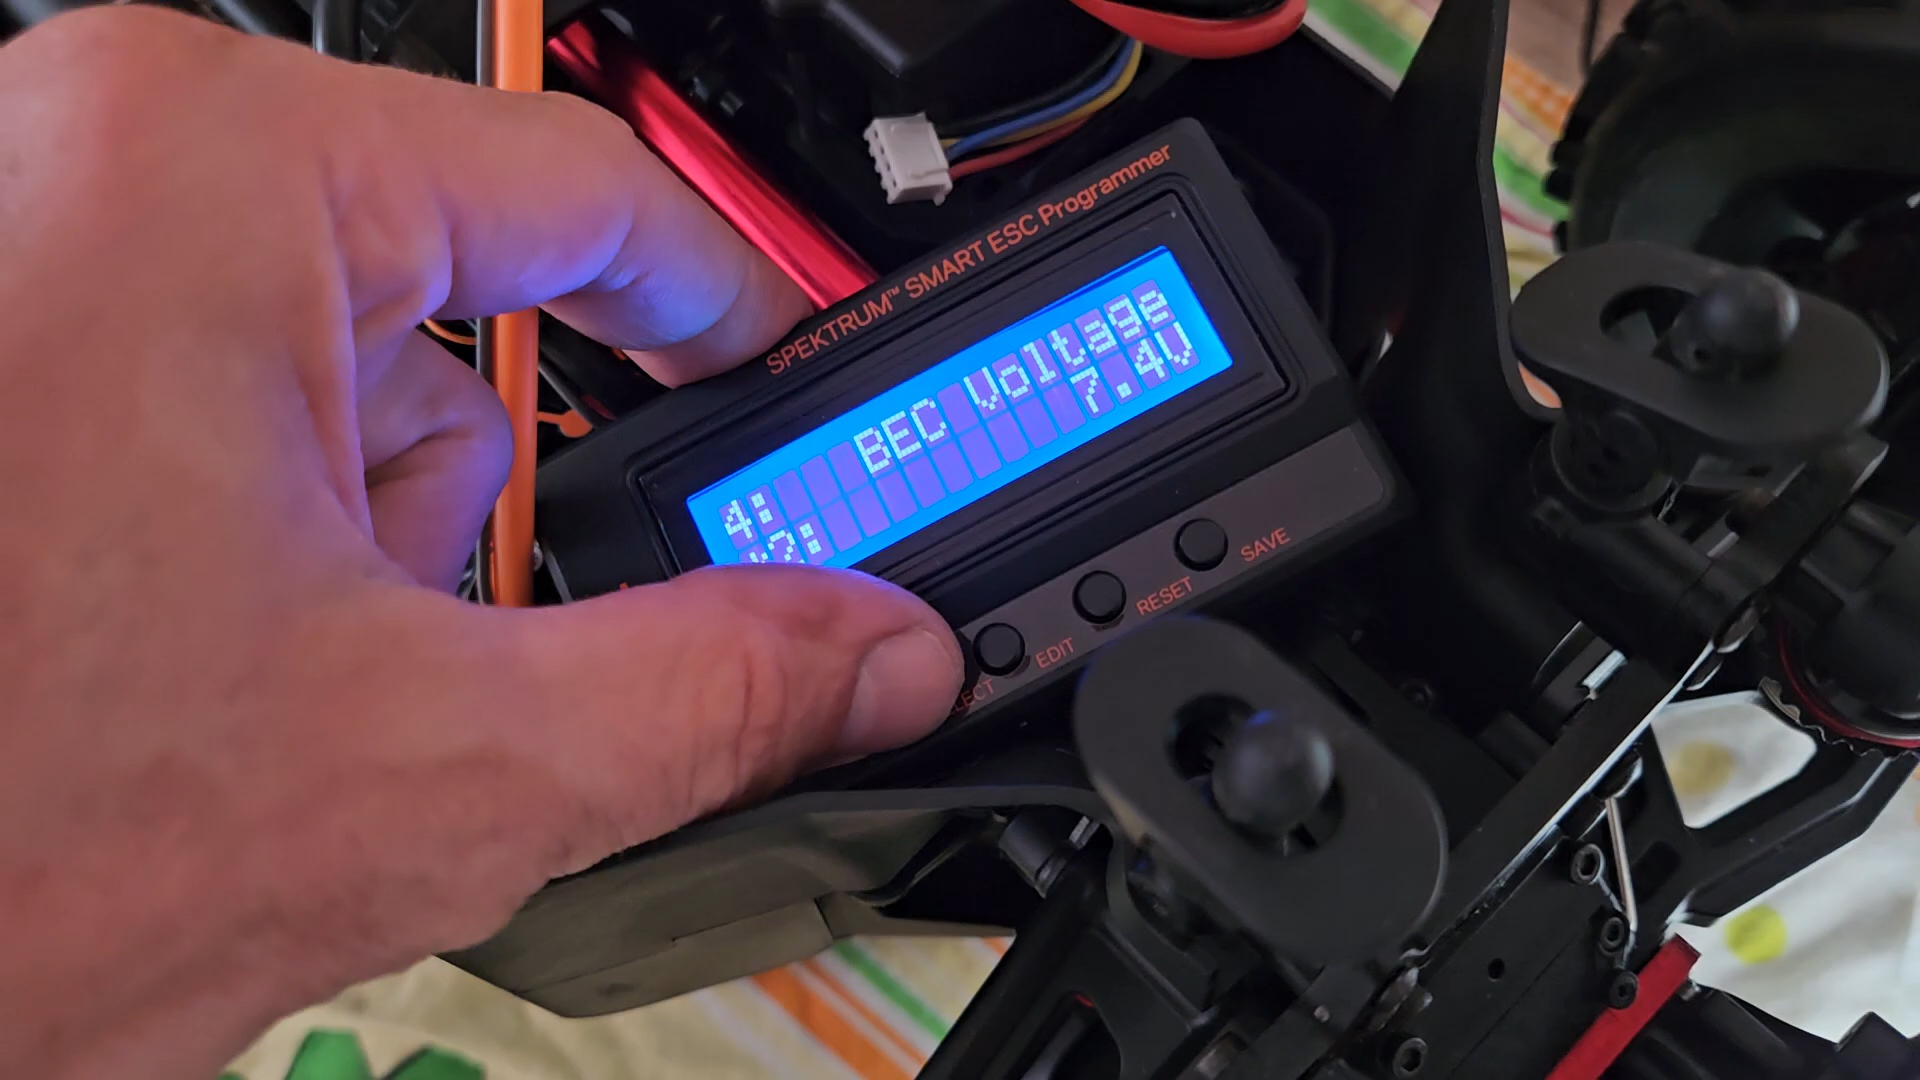 SPEKTRUM™ SMART ESC Programmer
4: BEC Voltage
7.4V
EDIT
RESET
SAVE